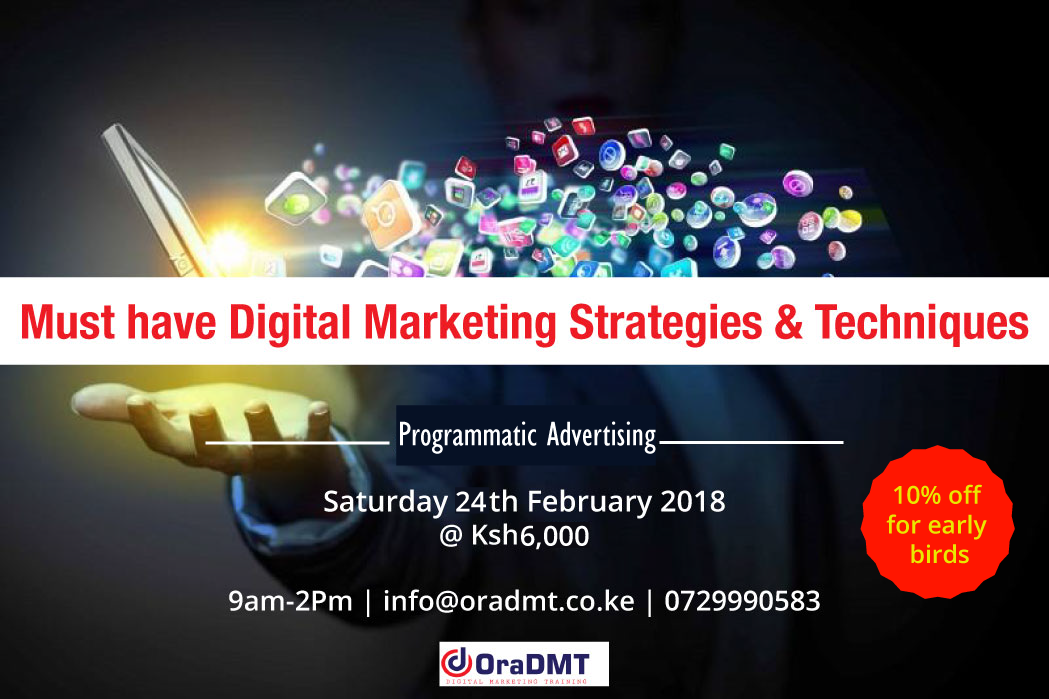 Must have Digital Marketing Strategies & Techniques
Programmatic Advertising
Saturday 24th February 2018
@ Ksh6,000
10% off
for early
birds
9am-2Pm | info@oradmt.co.ke | 0729990583
OraDMT
DIGITAL MARKETING TRAINING